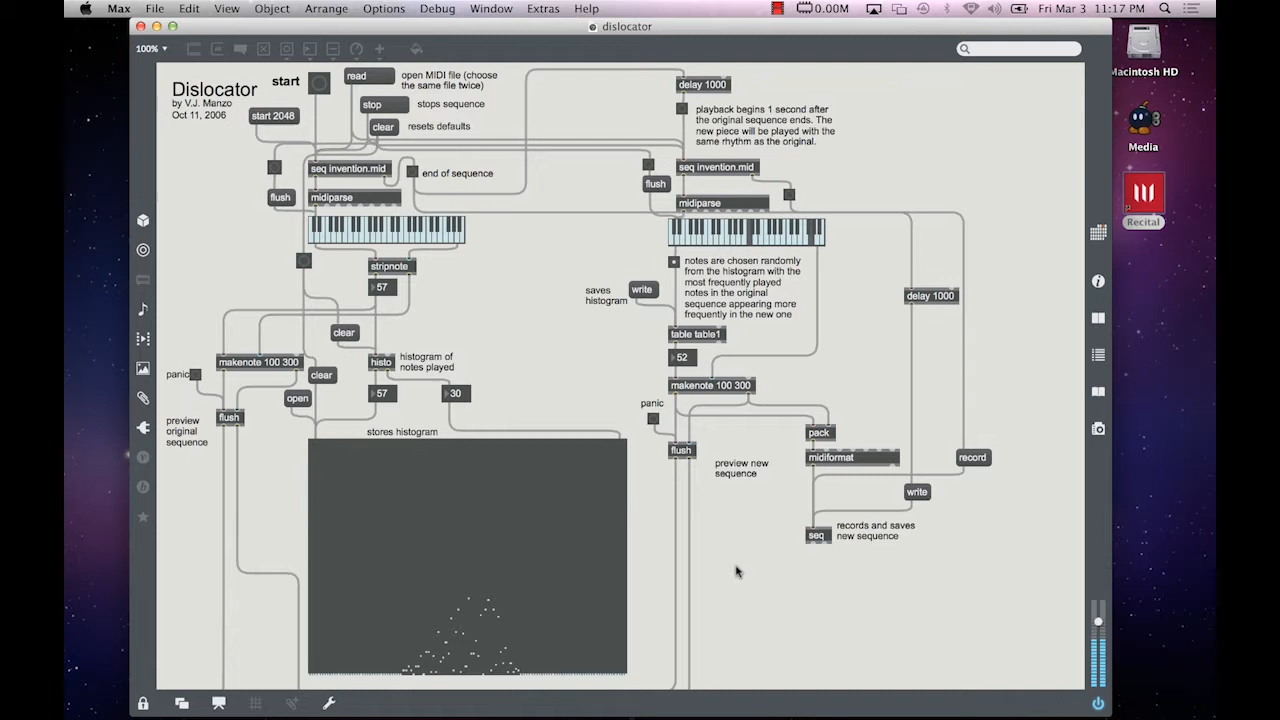 Max File Edit View Object Arrange Options Debug Window Extras Help 0.00M Fri Mar 3 11:17 PM
dislocator
100%
Dislocator
by V.J. Manzo
Oct 11, 2006
start
read
open MIDI file (choose
the same file twice)
stop
stops sequence
start 2048
clear
resets defaults
seq invention.mid
end of sequence
flush
midiparse
stripnote
57
clear
makenote 100 300
histo
histogram of
notes played
panic
clear
open
57
30
flush
preview
original
sequence
stores histogram
delay 1000
playback begins 1 second after
the original sequence ends. The
new piece will be played with
the same rhythm as the original.
seq invention.mid
flush
midiparse
notes are chosen randomly
from the histogram with the
most frequently played
notes in the original
sequence appearing more
frequently in the new one
saves
histogram
write
delay 1000
table table1
52
makenote 100 300
panic
pack
flush
midiformat
record
preview new
sequence
write
seq
records and saves
new sequence
Macintosh HD
Media
Recital